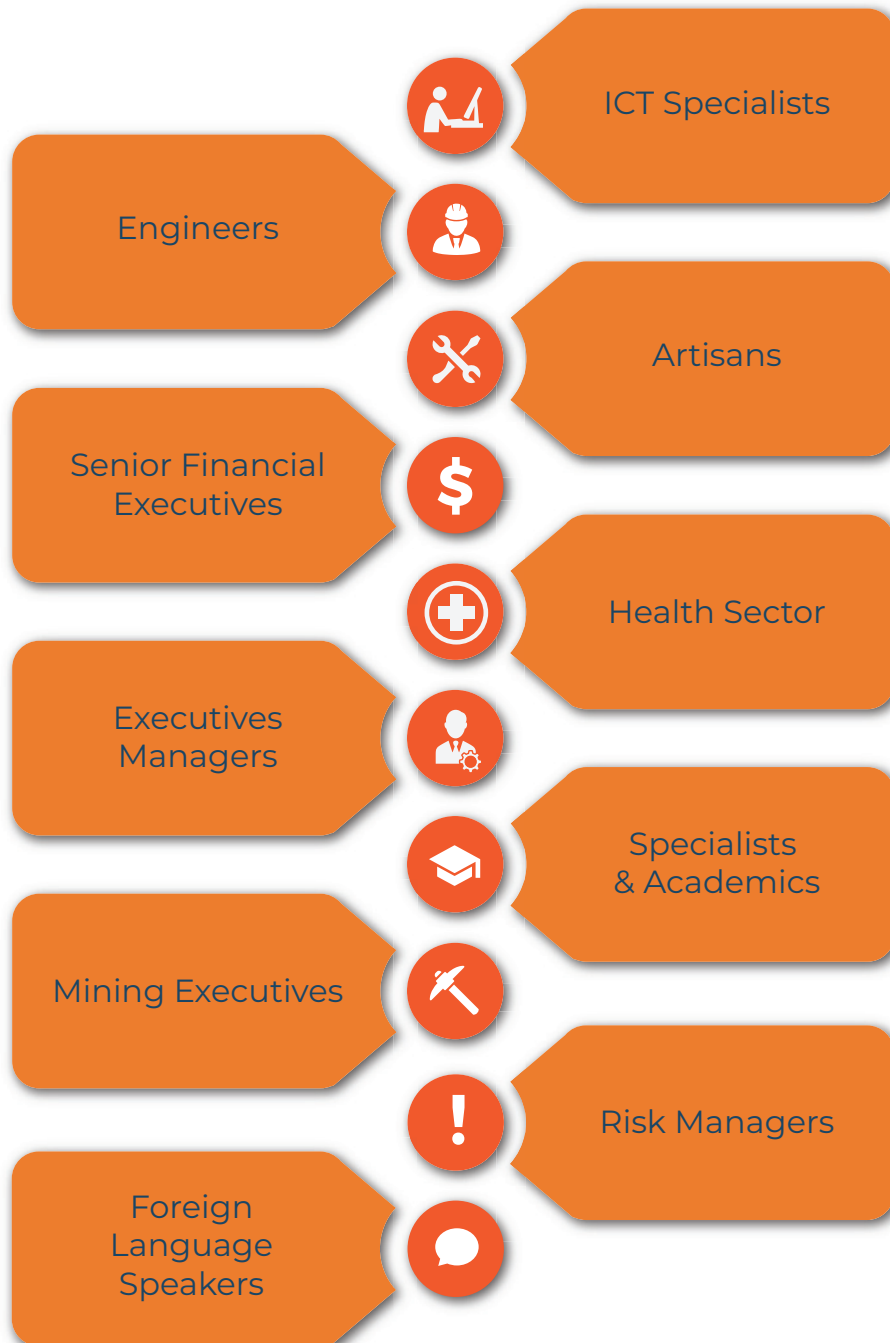 ICT Specialists
Engineers
Artisans
Senior Financial
Executives
Health Sector
Executives
Managers
Specialists
& Academics
Mining Executives
Risk Managers
Foreign
Language
Speakers